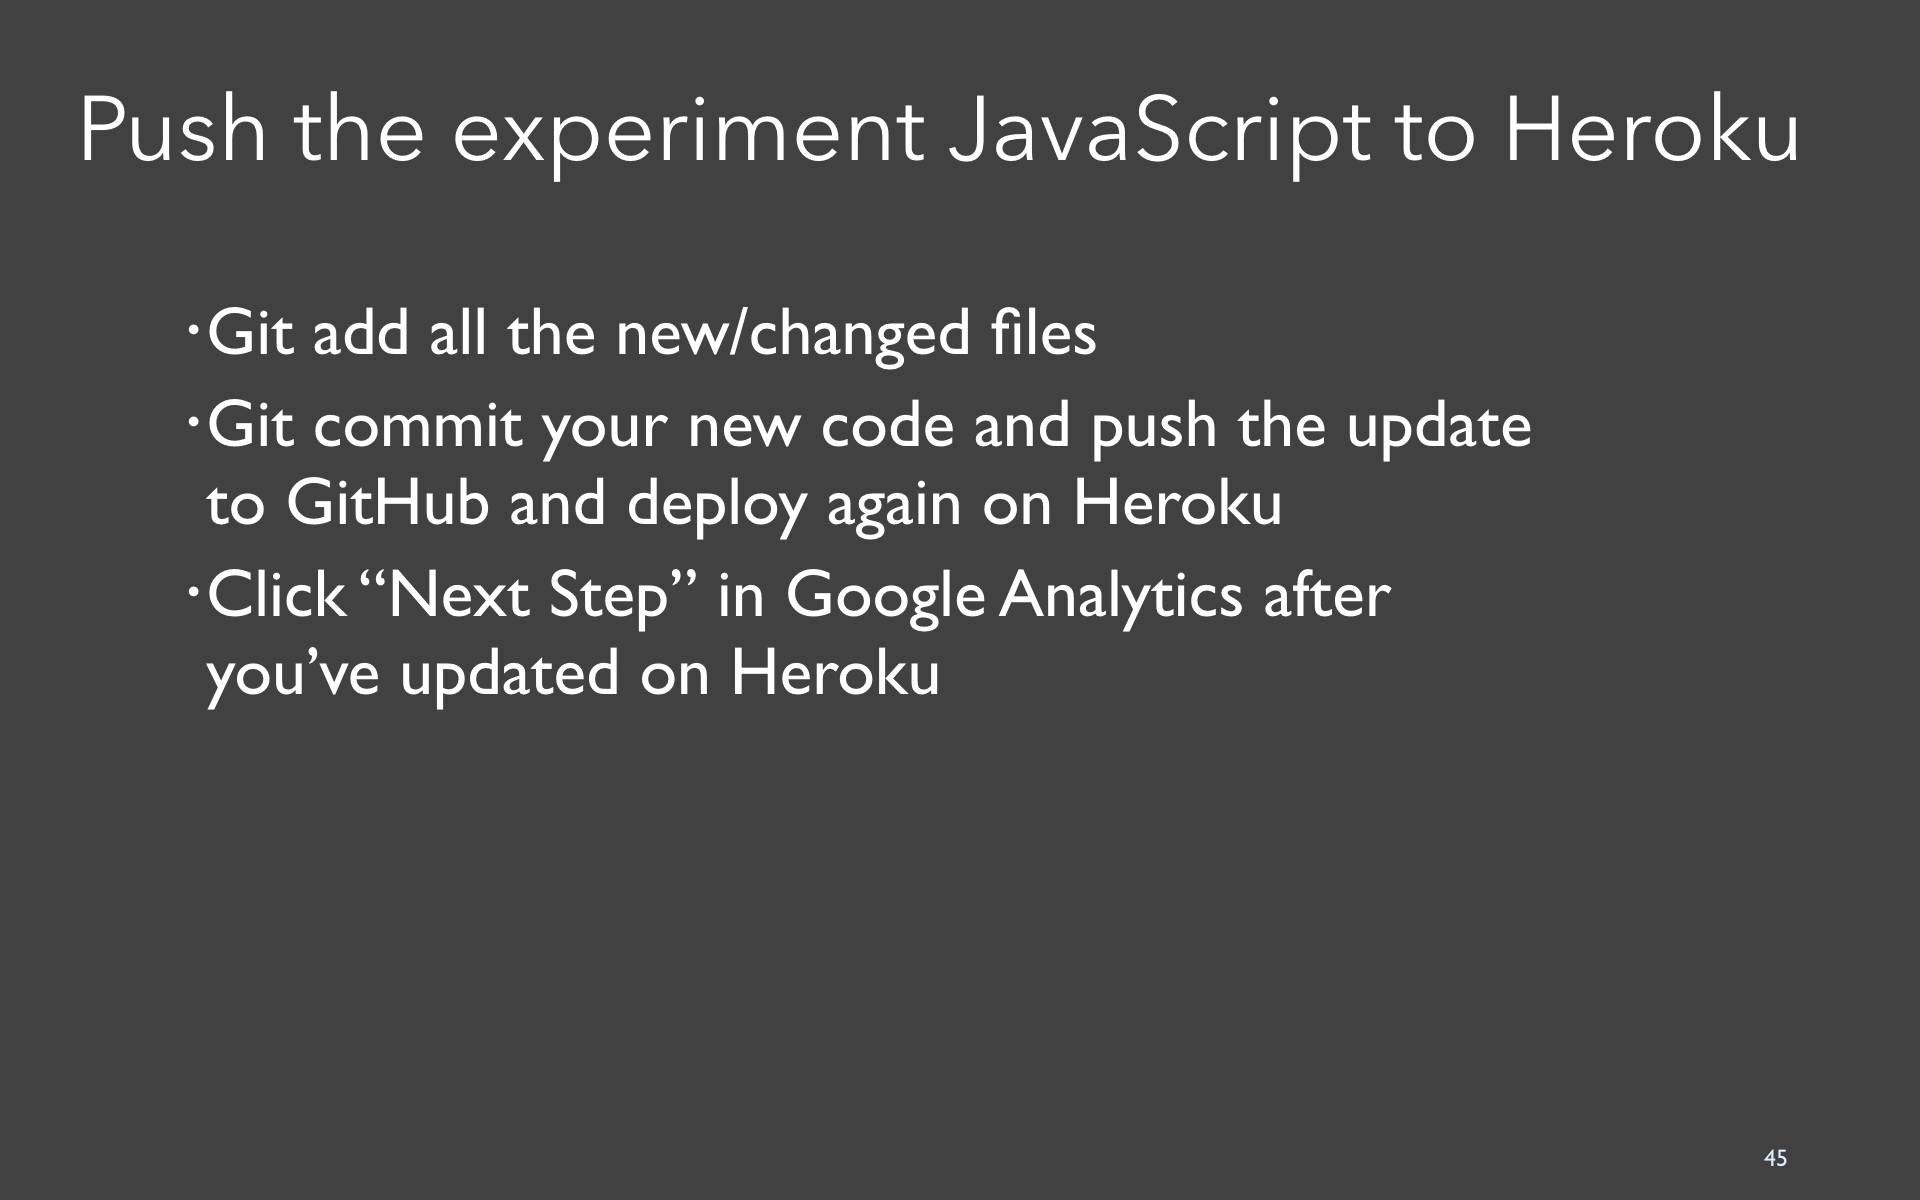 Push the experiment JavaScript to Heroku
·Git add all the new/changed files
·Git commit your new code and push the update
to GitHub and deploy again on Heroku
·Click “Next Step” in Google Analytics after
you’ve updated on Heroku
45